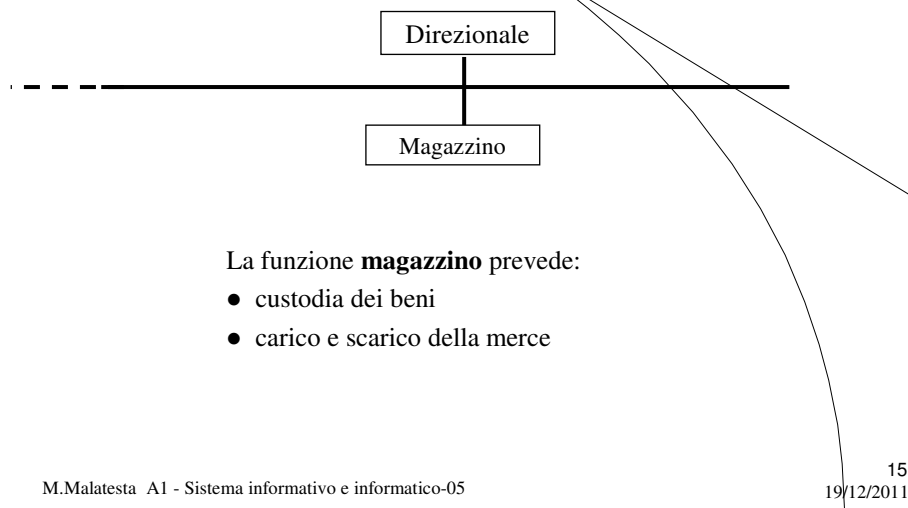 Direzionale
Magazzino
La funzione magazzino prevede:
● custodia dei beni
● carico e scarico della merce
M.Malatesta A1 - Sistema informativo e informatico-05
15
19/12/2011